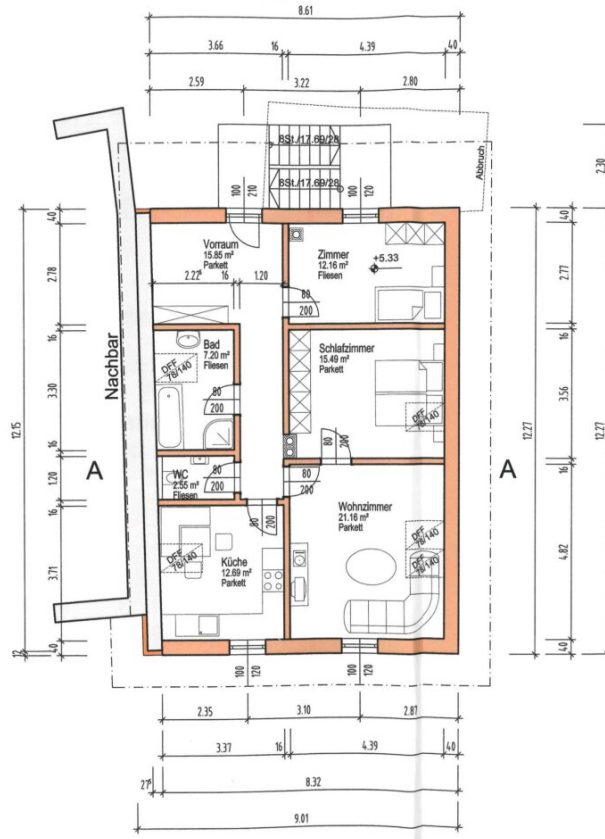 8.61
3.66
16
4.39
40
2.59
3.22
2.80
8St./17.69/28
8St./17.69/28
Abbruch
2.30
100
210
100
120
40
Vorraum
15.85 m²
Parkett
Zimmer
12.16 m²
Fliesen
+5.33
40
40
2.78
2.22⁵
16
1.20
80
200
2.77
16
Bad
7.20 m²
Fliesen
Schlafzimmer
15.49 m²
Parkett
16
DFF
78/140
DFF
78/140
Nachbar
3.30
80
200
3.56
12.15
12.27
12.27
16
80
200
16
A
WC
2.55 m²
Fliesen
A
1.20
80
200
80
200
Wohnzimmer
21.16 m²
Parkett
16
80
200
Küche
12.69 m²
Parkett
DFF
78/140
DFF
78/140
DFF
78/140
3.71
4.82
40
12
40
100
120
100
120
2.35
3.10
2.87
3.37
16
4.39
40
27⁵
8.32
9.01